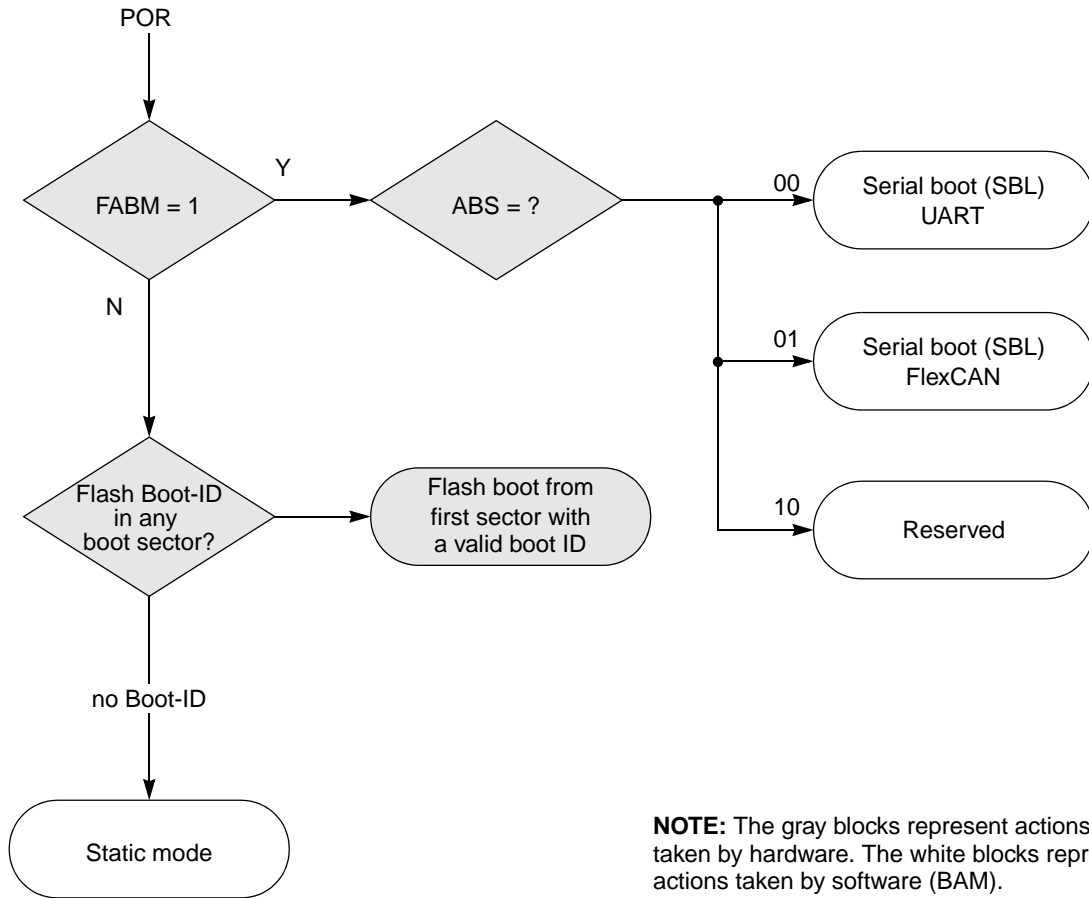 POR
FABM = 1
Y
ABS = ?
00
Serial boot (SBL)
UART
N
01
Serial boot (SBL)
FlexCAN
Flash Boot-ID
in any
boot sector?
Flash boot from
first sector with
a valid boot ID
10
Reserved
no Boot-ID
Static mode
NOTE: The gray blocks represent actions
taken by hardware. The white blocks repr
actions taken by software (BAM).